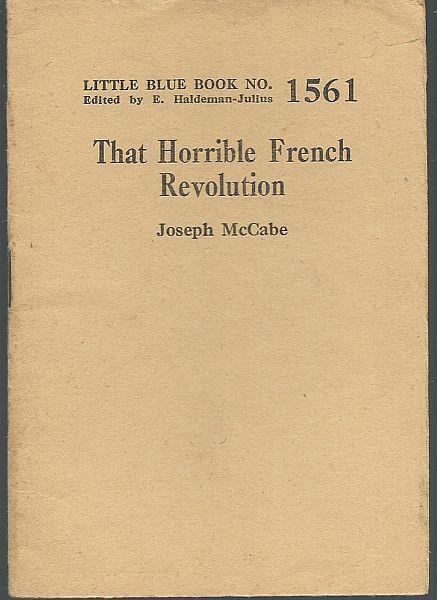 LITTLE BLUE BOOK NO. 1561
Edited by E. Haldeman-Julius
That Horrible French
Revolution
Joseph McCabe